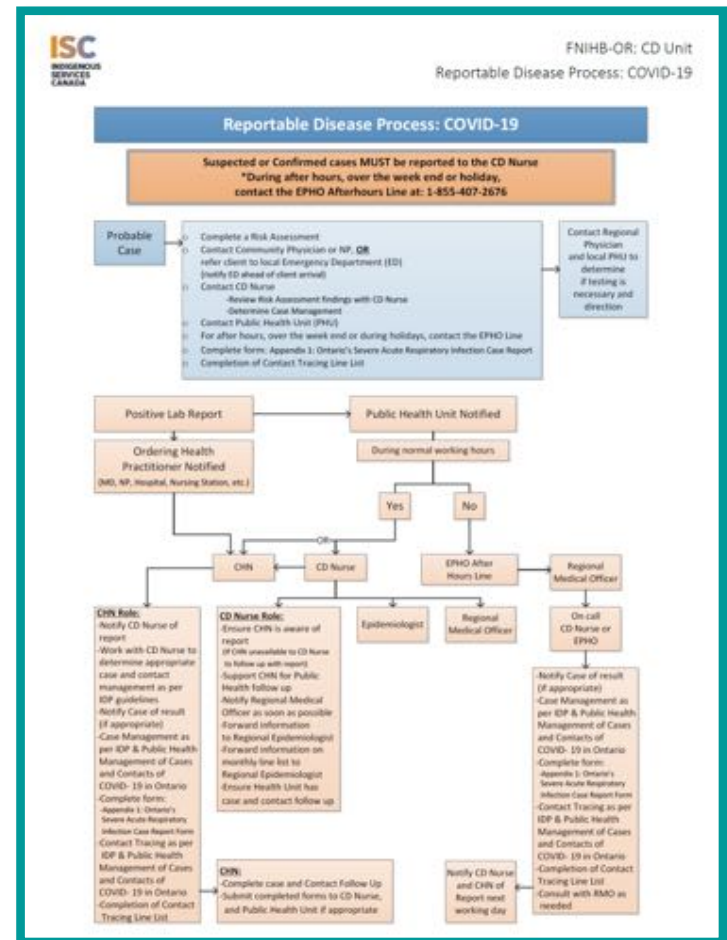 ISC
INDIGENOUS
SERVICES
CANADA
FNIHB-OR: CD Unit
Reportable Disease Process: COVID-19
Reportable Disease Process: COVID-19
Suspected or Confirmed cases MUST be reported to the CD Nurse
*During after hours, over the week end or holiday,
contact the EPHO Afterhours Line at: 1-855-407-2676
Probable
Case
o Complete a Risk Assessment
o Contact Community Physician or NP, OR
refer client to local Emergency Department (ED)
(notify ED ahead of client arrival)
o Contact CD Nurse
-Review Risk Assessment findings with CD Nurse
-Determine Case Management
o Contact Public Health Unit (PHU)
o For after hours, over the week end or during holidays, contact the EPHO Line
o Complete form: Appendix 1: Ontario's Severe Acute Respiratory Infection Case Report
o Completion of Contact Tracing Line List
Contact Regional
Physician
and local PHU to
determine
if testing is
necessary and
direction
Positive Lab Report
Public Health Unit Notified
Ordering Health
Practitioner Notified
(MD, NP, Hospital, Nursing Station, etc.)
During normal working hours
Yes
No
OR
CHN
CD Nurse
EPHO After
Hours Line
Regional
Medical Officer
CHN Role:
-Notify CD Nurse of
report
-Work with CD Nurse to
determine appropriate
case and contact
management as per
IDP guidelines
-Notify Case of result
(if appropriate)
-Case Management as
per IDP & Public Health
Management of Cases
and Contacts of
COVID- 19 in Ontario
-Complete form:
-Appendix 1: Ontario's
Severe Acute Respiratory
Infection Case Report Form
-Contact Tracing as per
IDP & Public Health
Management of Cases
and Contacts of
COVID- 19 in Ontario
-Completion of Contact
Tracing Line List
CD Nurse Role:
-Ensure CHN is aware of
report
(if CHN unavailable to CD Nurse
to follow up with report)
-Support CHN for Public
Health follow up
-Notify Regional Medical
Officer as soon as possible
-Forward information
to Regional Epidemiologist
-Forward information on
monthly line list to
Regional Epidemiologist
-Ensure Health Unit has
case and contact follow up
Epidemiologist
Regional
Medical Officer
On call
CD Nurse or
EPHO
-Notify Case of result
(if appropriate)
-Case Management as
per IDP & Public Health
Management of Cases
and Contacts of
COVID- 19 in Ontario
-Complete form:
-Appendix 1: Ontario's
Severe Acute Respiratory
Infection Case Report Form
-Contact Tracing as per
IDP & Public Health
Management of Cases
and Contacts of
COVID- 19 in Ontario
-Completion of Contact
Tracing Line List
-Consult with RMO as
needed
CHN:
-Complete case and Contact Follow Up
-Submit completed forms to CD Nurse,
and Public Health Unit if appropriate
Notify CD Nurse
and CHN of
Report next
working day